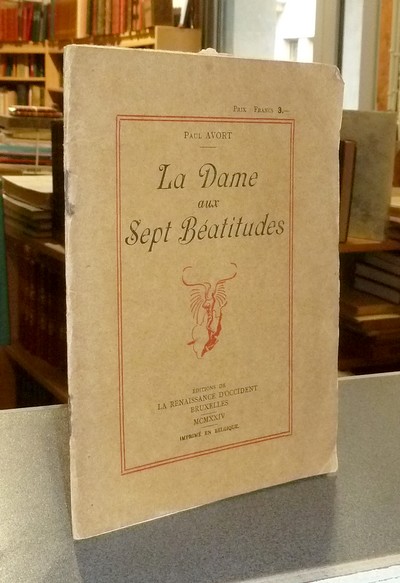 PRIX : FRANCS 3.—
PAUL AVORT
La Dame
aux
Sept Béatitudes
ÉDITIONS DE
LA RENAISSANCE D'OCCIDENT
BRUXELLES
MCMXXIV
IMPRIMÉ EN BELGIQUE.